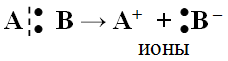 A ¦: B → A⁺ + :B⁻
ионы